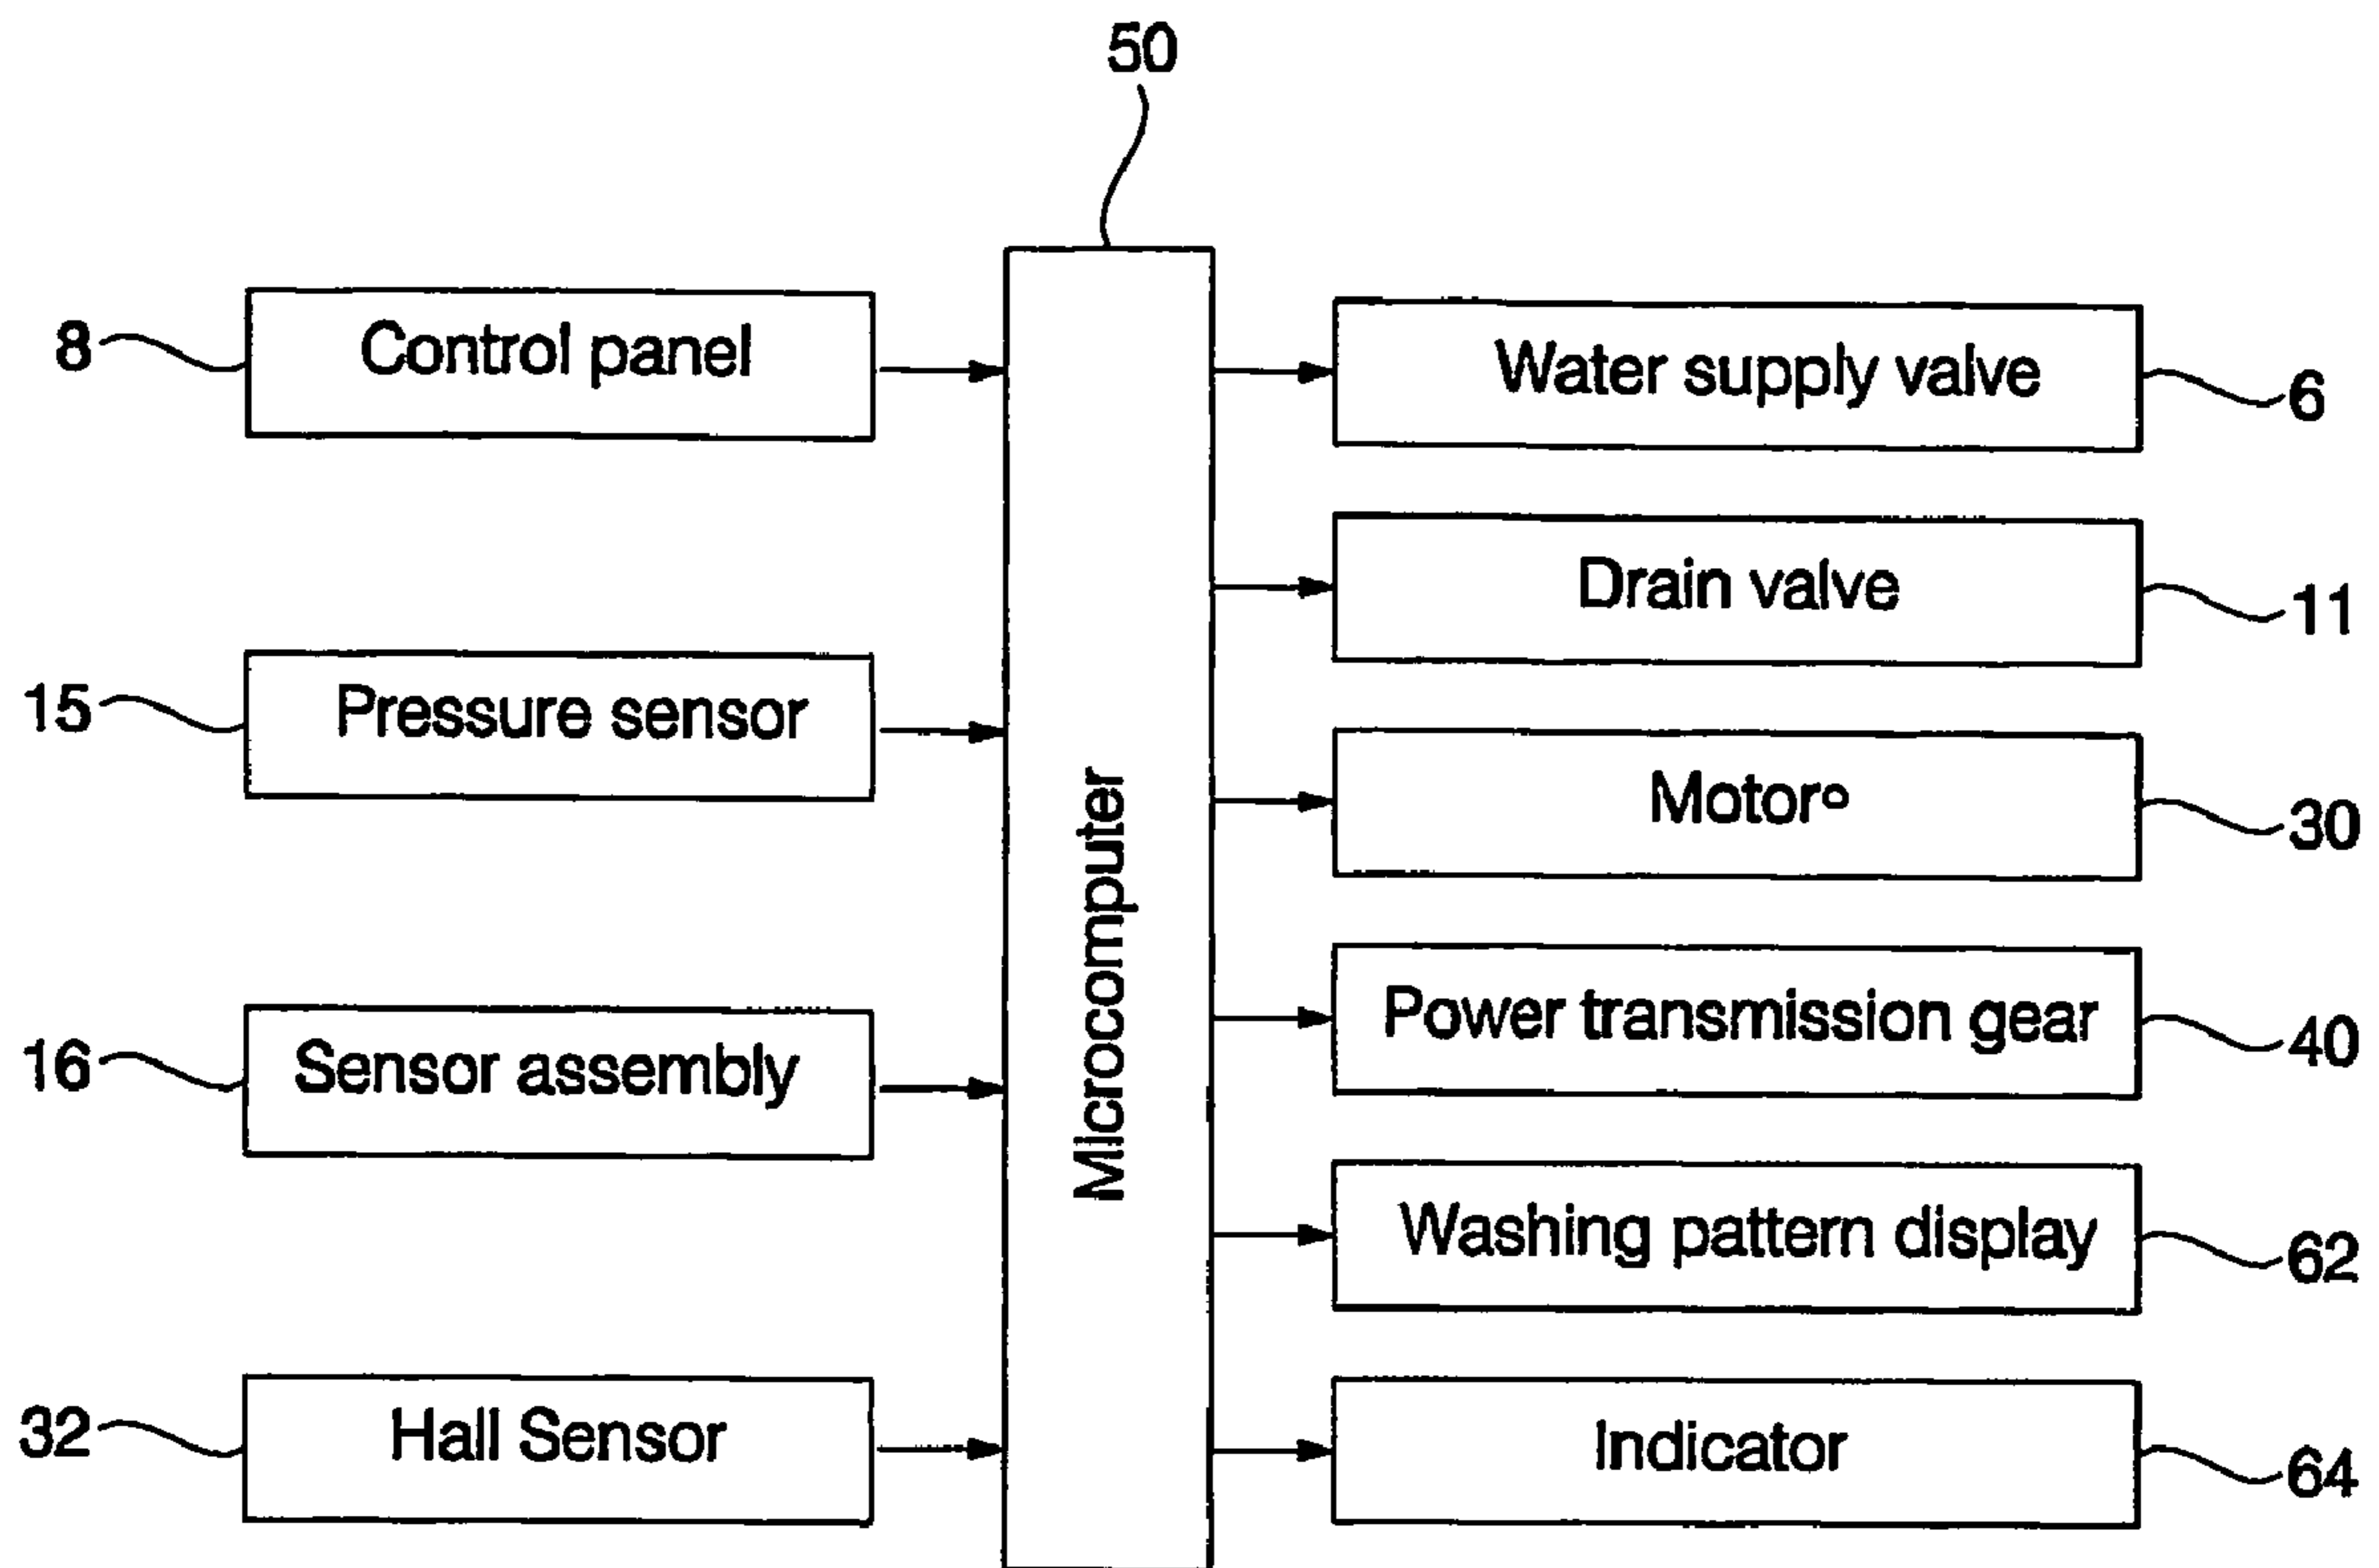 50
8 Control panel
Water supply valve 6
Drain valve 11
15 Pressure sensor
Motor 30
Microcomputer
Power transmission gear 40
16 Sensor assembly
Washing pattern display 62
32 Hall Sensor
Indicator 64